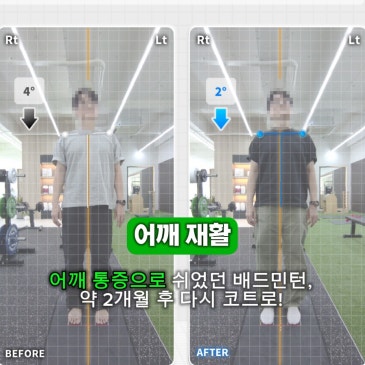 Rt Lt
4°
BEFORE
Rt Lt
2°
AFTER
어깨 재활
어깨 통증으로 쉬었던 배드민턴,
약 2개월 후 다시 코트로!